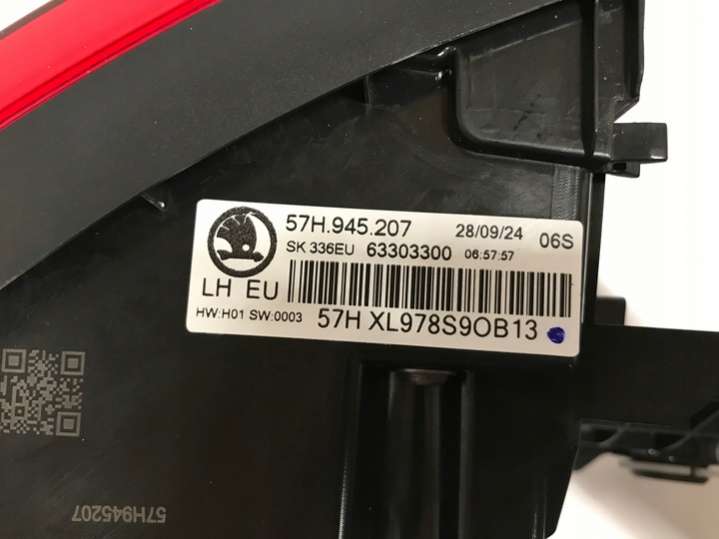 57H.945.207 28/09/24 06S
SK 336EU 63303300 06:57:57
LH EU
HW:H01 SW:0003 57H XL978S9OB13
57H945207